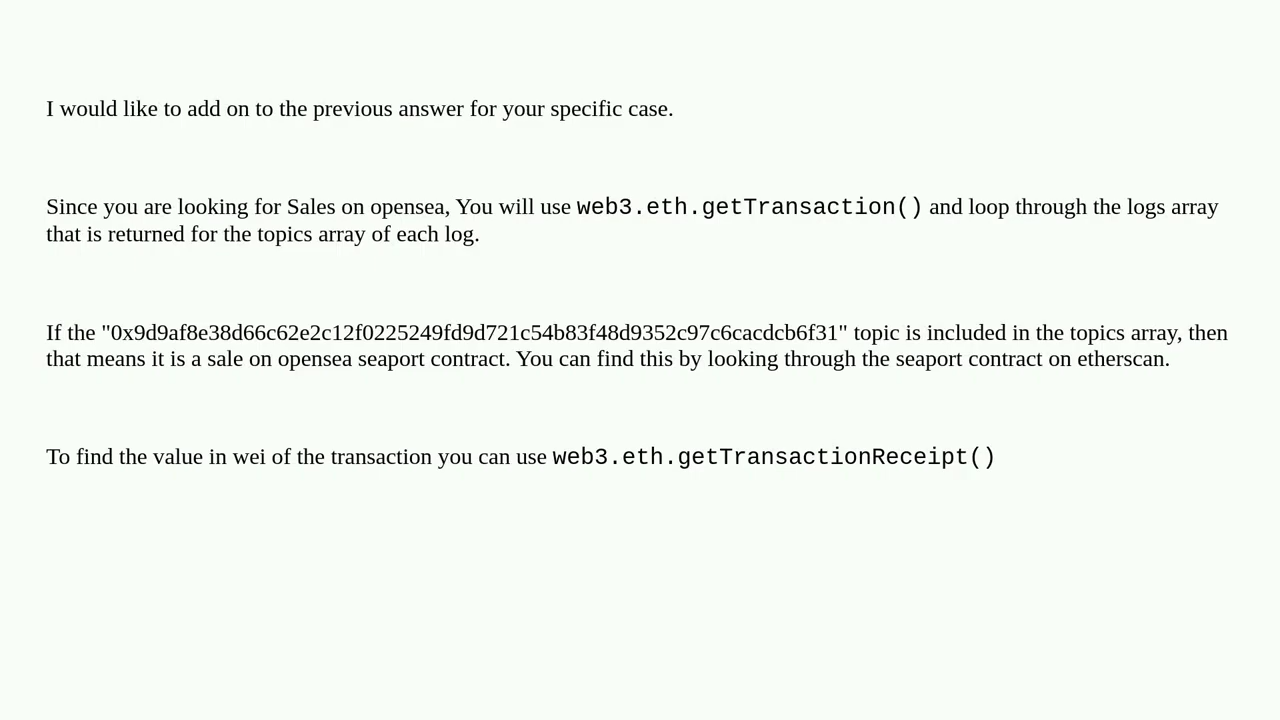 I would like to add on to the previous answer for your specific case.
Since you are looking for Sales on opensea, You will use web3.eth.getTransaction() and loop through the logs array
that is returned for the topics array of each log.
If the "0x9d9af8e38d66c62e2c12f0225249fd9d721c54b83f48d9352c97c6cacdcb6f31" topic is included in the topics array, then
that means it is a sale on opensea seaport contract. You can find this by looking through the seaport contract on etherscan.
To find the value in wei of the transaction you can use web3.eth.getTransactionReceipt()